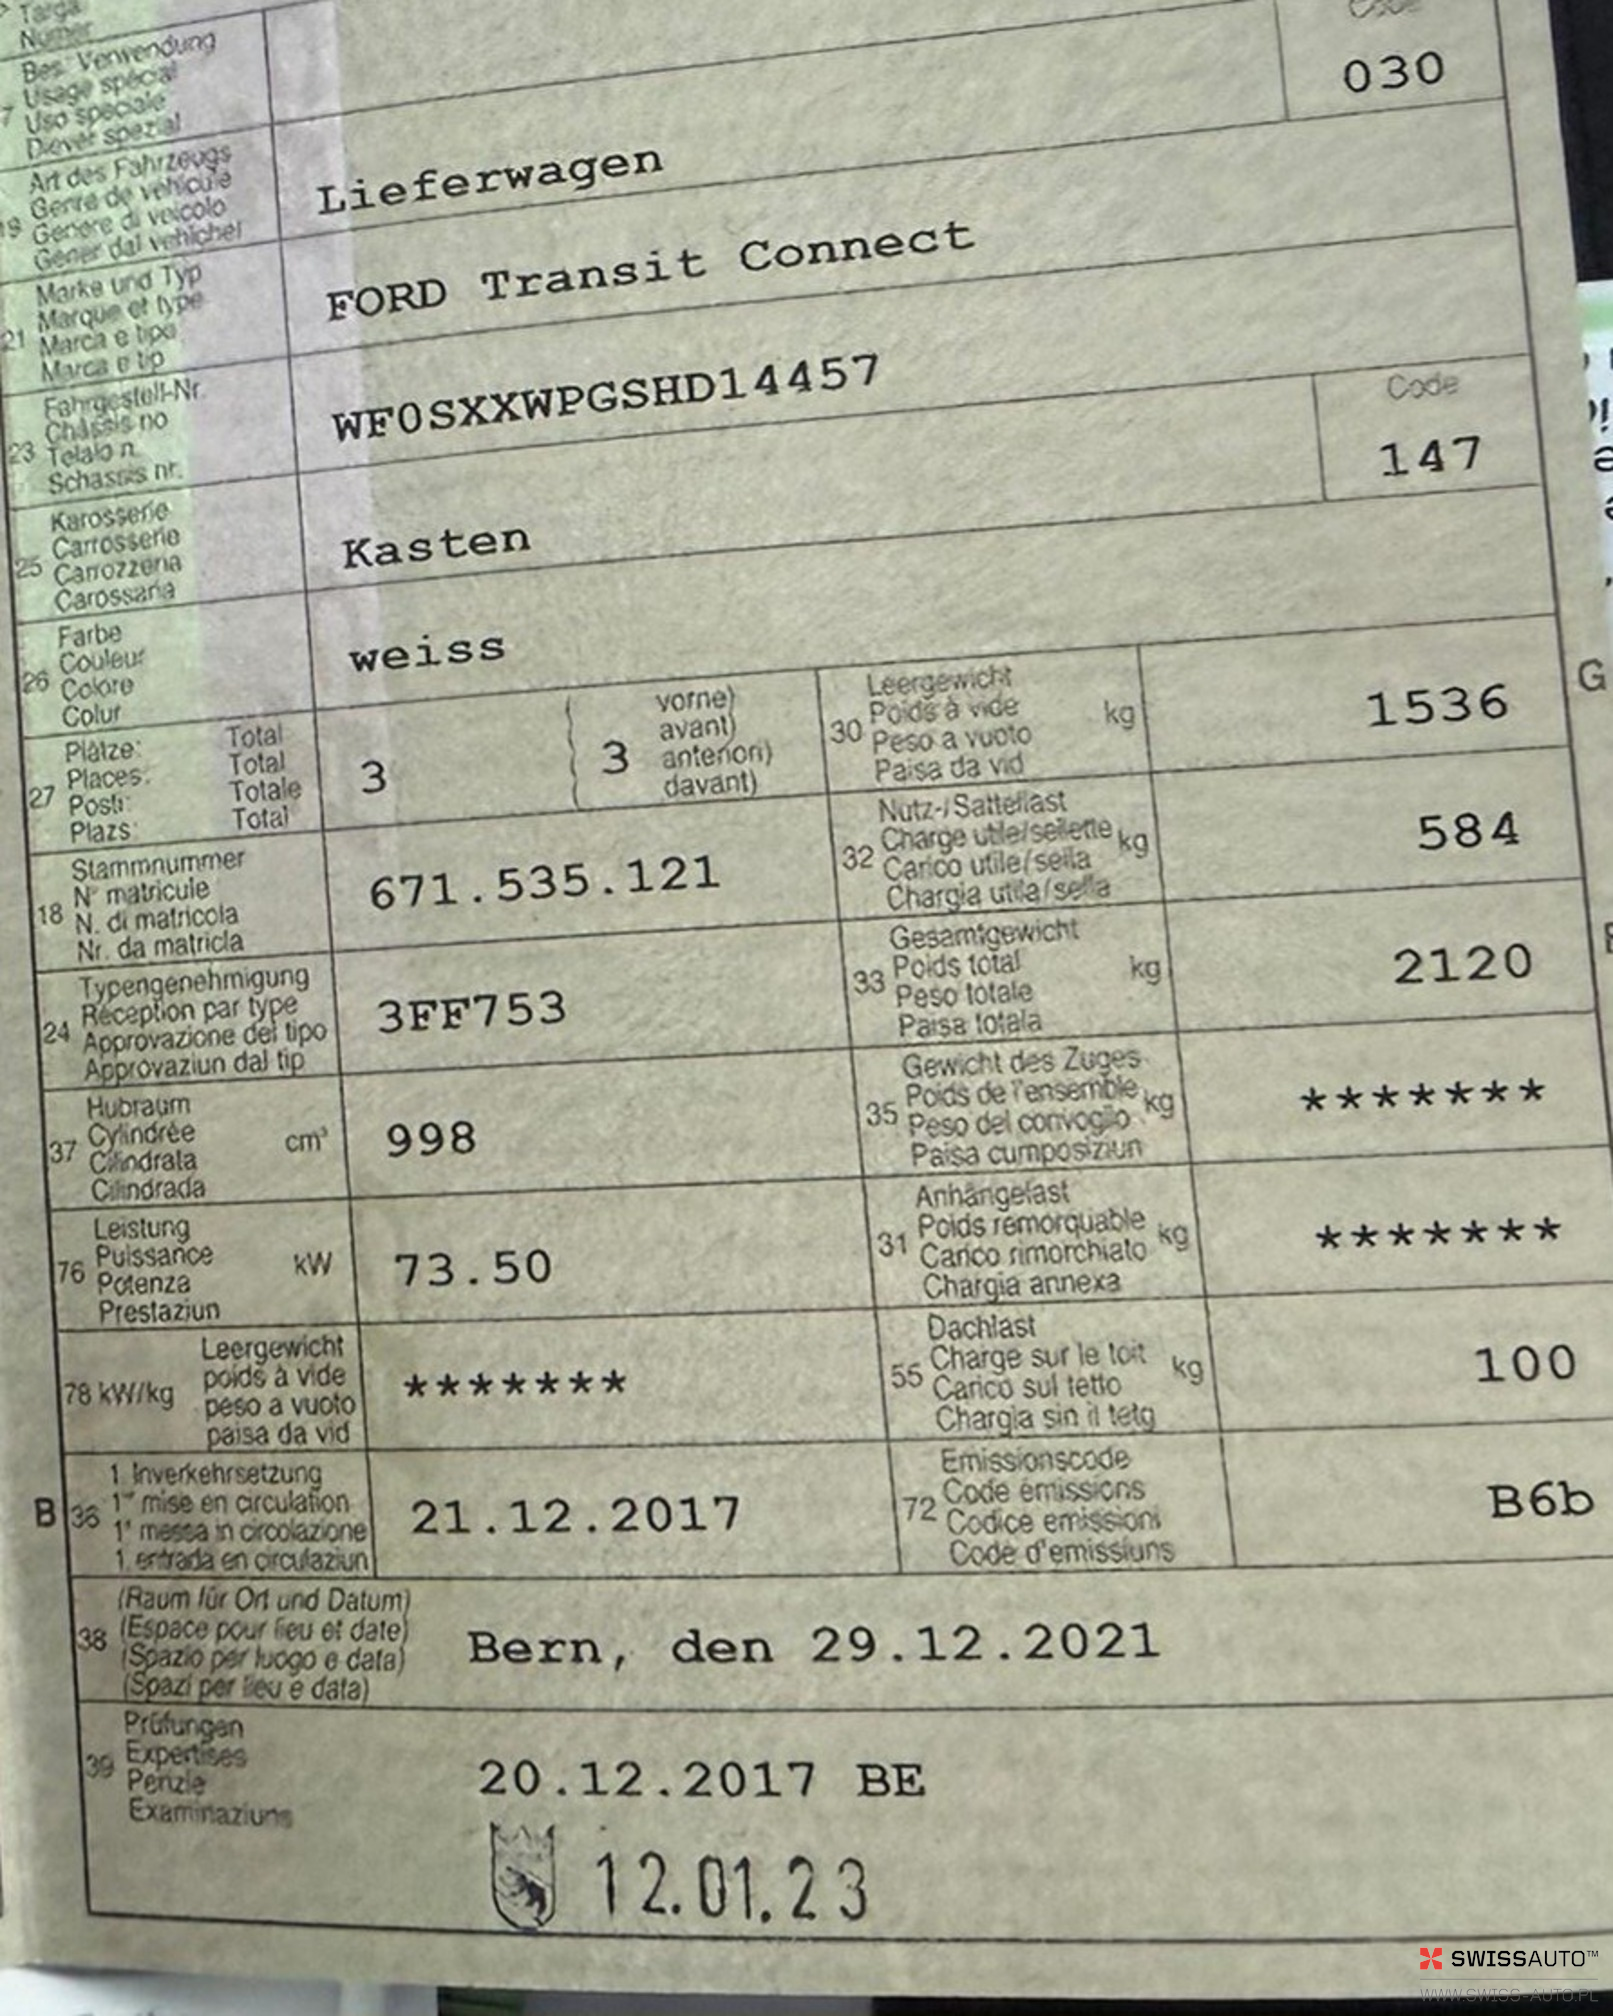 Targa
Numer
Code
17 Bes. Verwendung
Usage spécial
Uso speciale
Diever spezial
030
19 Art des Fahrzeugs
Genre de véhicule
Genere di veicolo
Gener dal vehichel
Lieferwagen
21 Marke und Typ
Marque et type
Marca e tipo
Marca e tip
FORD Transit Connect
23 Fahrgestell-Nr.
Châssis no
Telaio n.
Schassis nr.
WF0SXXWPGSHD14457
Code
147
25 Karosserie
Carrosserie
Carrozzeria
Carossaria
Kasten
26 Farbe
Couleur
Colore
Colur
weiss
27 Plätze: Total
Places: Total
Posti: Totale
Plazs: Total
3
3 vorne)
avant)
anteriori)
davant)
30 Leergewicht
Poids à vide kg
Peso a vuoto
Paisa da vid
1536
G
18 Stammnummer
N° matricule
N. di matricola
Nr. da matricla
671.535.121
32 Nutz-/Sattellast
Charge utile/sellette kg
Carico utile/sella
Chargia utila/sella
584
24 Typengenehmigung
Réception par type
Approvazione del tipo
Approvaziun dal tip
3FF753
33 Gesamtgewicht
Poids total kg
Peso totale
Paisa totala
2120
37 Hubraum
Cylindrée cm³
Cilindrata
Cilindrada
998
35 Gewicht des Zuges
Poids de l'ensemble kg
Peso del convoglio
Paisa cumposiziun
*******
76 Leistung
Puissance kW
Potenza
Prestaziun
73.50
31 Anhängelast
Poids remorquable kg
Carico rimorchiato
Chargia annexa
*******
78 kW/kg Leergewicht
poids à vide
peso a vuoto
paisa da vid
*******
55 Dachlast
Charge sur le toit kg
Carico sul tetto
Chargia sin il tetg
100
B 36 1. Inverkehrsetzung
1re mise en circulation
1a messa in circolazione
1. entrada en circulaziun
21.12.2017
72 Emissionscode
Code émissions
Codice emissioni
Code d'emissiuns
B6b
38 (Raum für Ort und Datum)
(Espace pour lieu et date)
(Spazio per luogo e data)
(Spazi per lieu e data)
Bern, den 29.12.2021
39 Prüfungen
Expertises
Perizie
Examinaziuns
20.12.2017 BE
12.01.23
SWISSAUTO™
WWW.SWISS-AUTO.PL